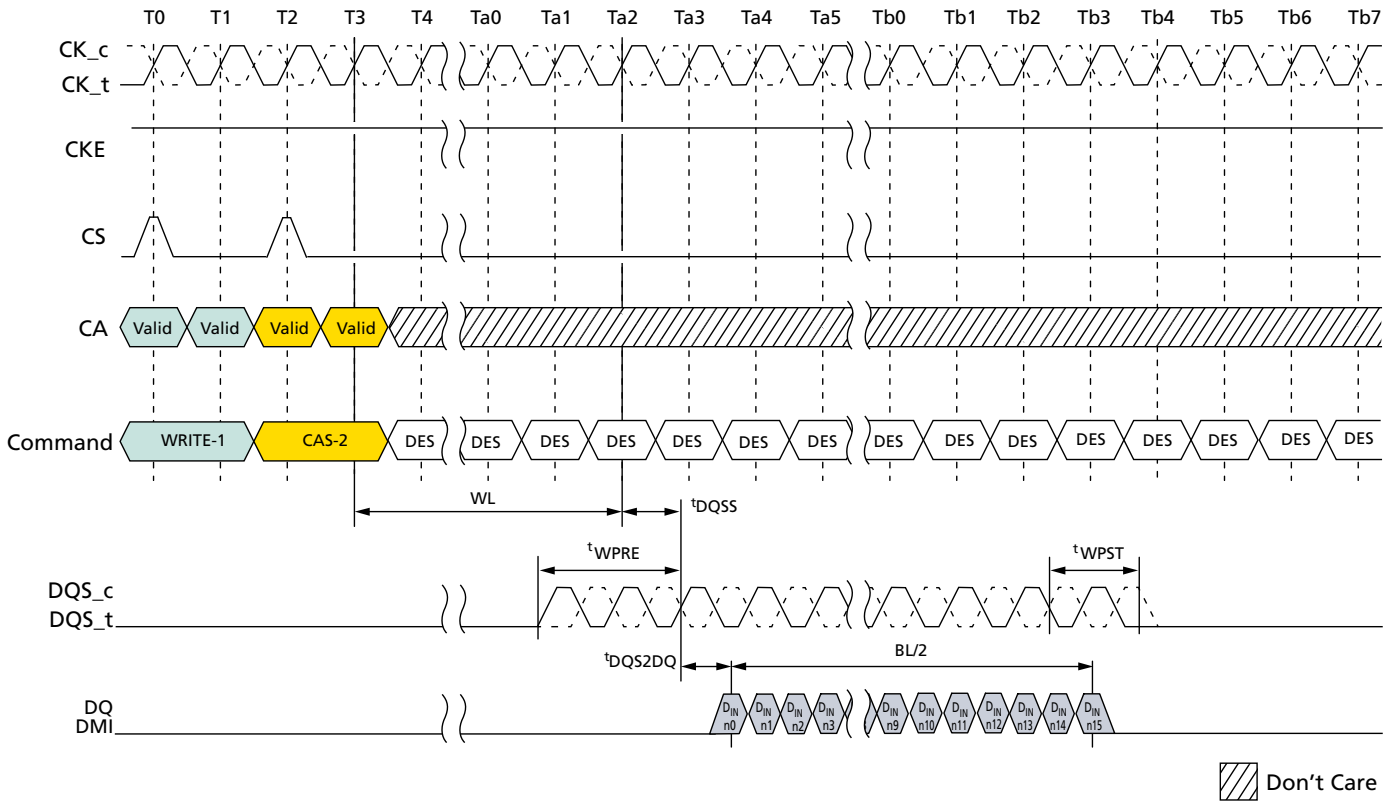 T0 T1 T2 T3 T4 Ta0 Ta1 Ta2 Ta3 Ta4 Ta5 Tb0 Tb1 Tb2 Tb3 Tb4 Tb5 Tb6 Tb7
CK_c
CK_t
CKE
CS
CA Valid Valid Valid Valid
Command WRITE-1 CAS-2 DES DES DES DES DES DES DES DES DES DES DES DES DES DES DES
WL tDQSS
tWPRE tWPST
DQS_c
DQS_t
tDQS2DQ BL/2
DQ
DMI
DIN n0 DIN n1 DIN n2 DIN n3 DIN n9 DIN n10 DIN n11 DIN n12 DIN n13 DIN n14 DIN n15
Don't Care